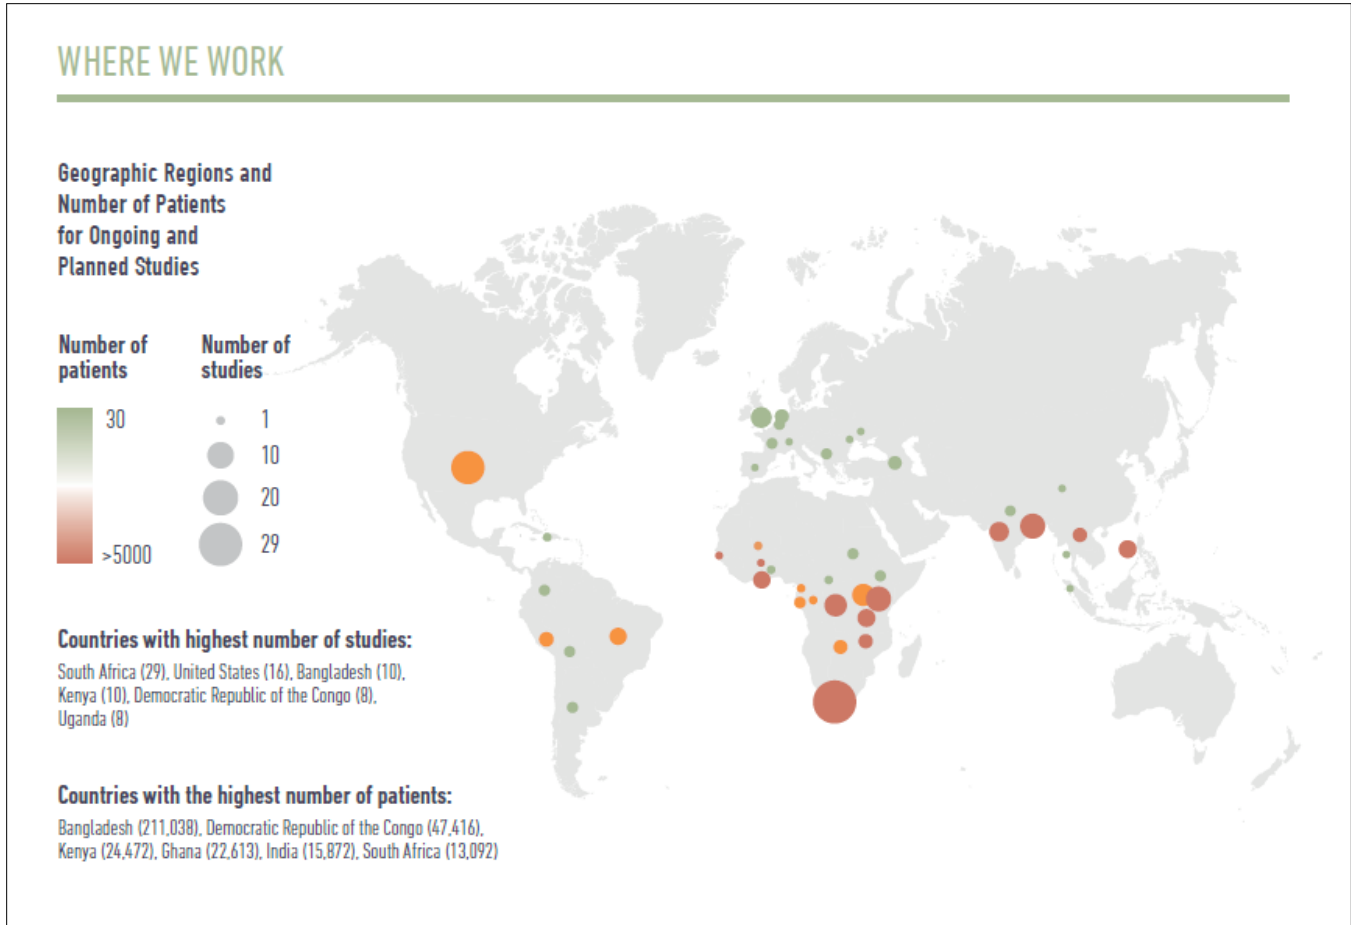 WHERE WE WORK
Geographic Regions and
Number of Patients
for Ongoing and
Planned Studies
Number of
patients
30
>5000
Number of
studies
1
10
20
29
Countries with highest number of studies:
South Africa (29), United States (16), Bangladesh (10),
Kenya (10), Democratic Republic of the Congo (8),
Uganda (8)
Countries with the highest number of patients:
Bangladesh (211,038), Democratic Republic of the Congo (47,416),
Kenya (24,472), Ghana (22,613), India (15,872), South Africa (13,092)